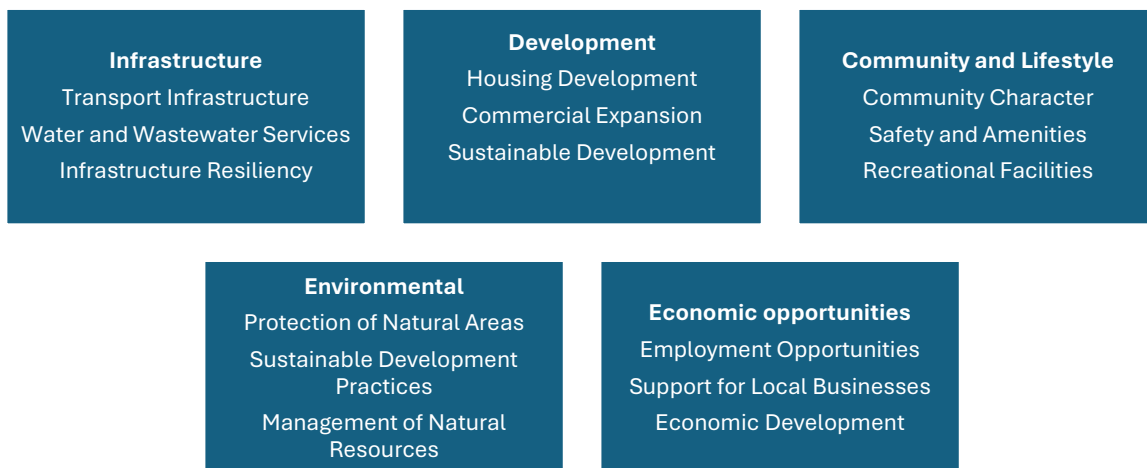 Infrastructure
Transport Infrastructure
Water and Wastewater Services
Infrastructure Resiliency
Development
Housing Development
Commercial Expansion
Sustainable Development
Community and Lifestyle
Community Character
Safety and Amenities
Recreational Facilities
Environmental
Protection of Natural Areas
Sustainable Development
Practices
Management of Natural
Resources
Economic opportunities
Employment Opportunities
Support for Local Businesses
Economic Development